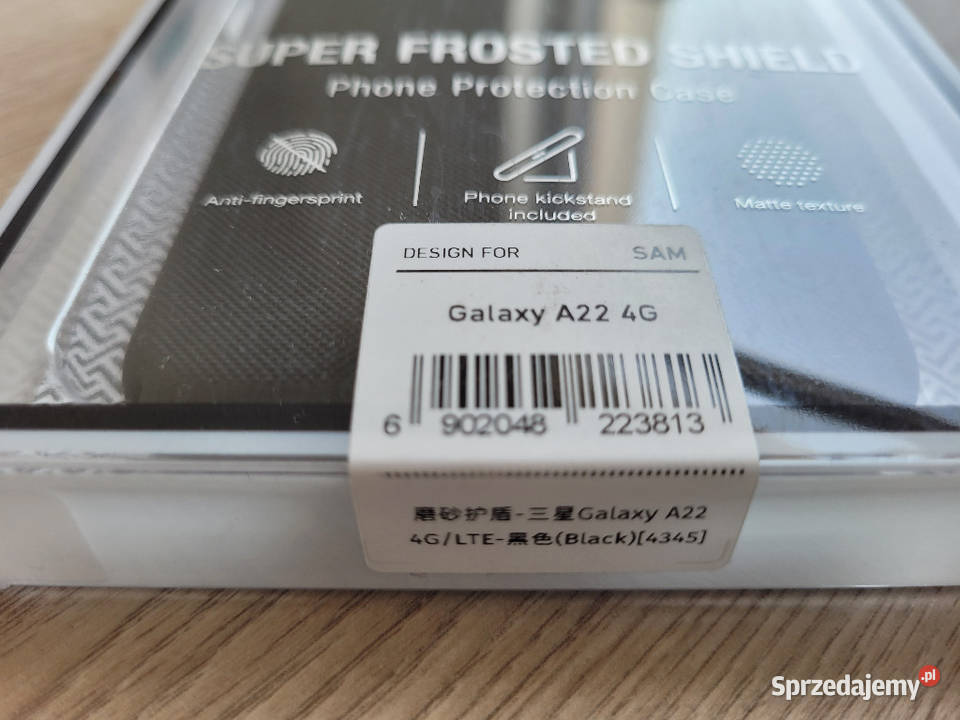 SUPER FROSTED SHIELD
Phone Protection Case
Anti-fingersprint
Phone kickstand
included
Matte texture
DESIGN FOR SAM
Galaxy A22 4G
6 902048 223813
磨砂护盾-三星Galaxy A22
4G/LTE-黑色(Black)[4345]
Sprzedajemy.pl